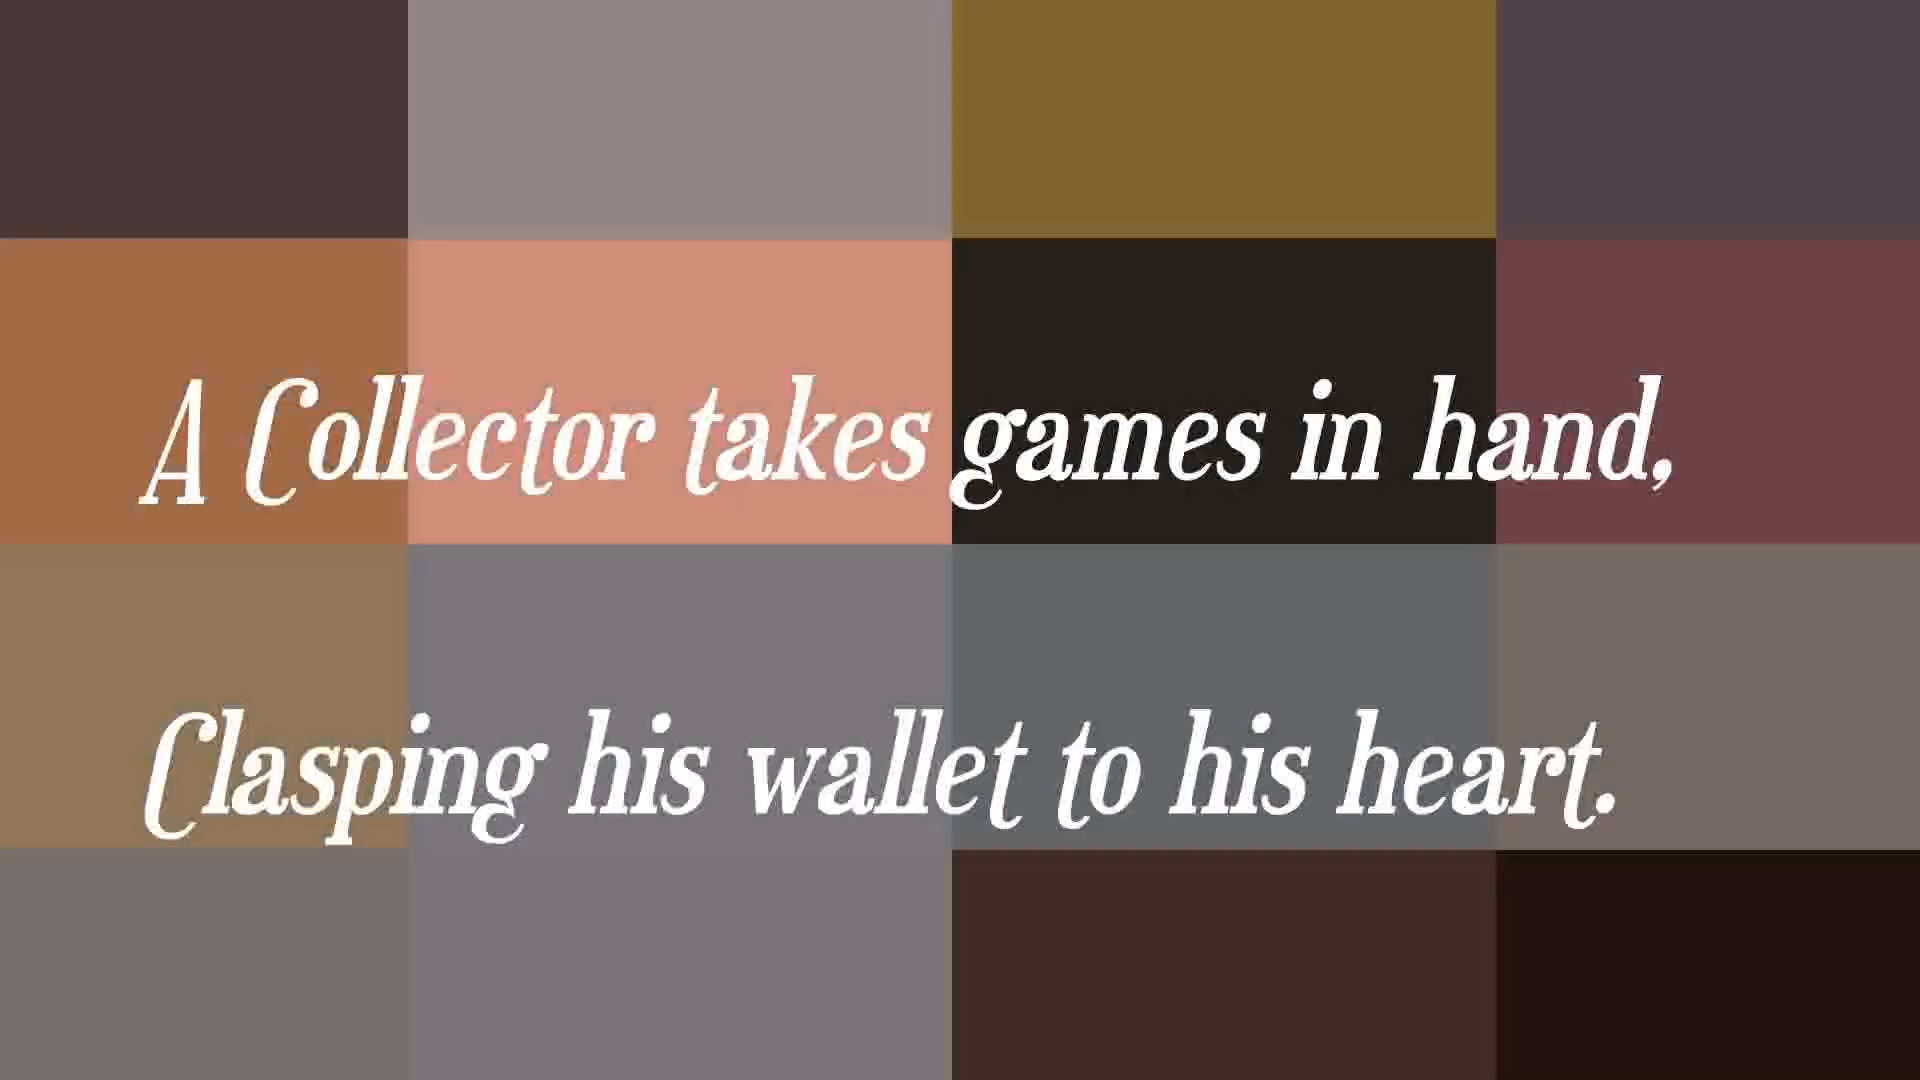 A Collector takes games in hand,
Clasping his wallet to his heart.